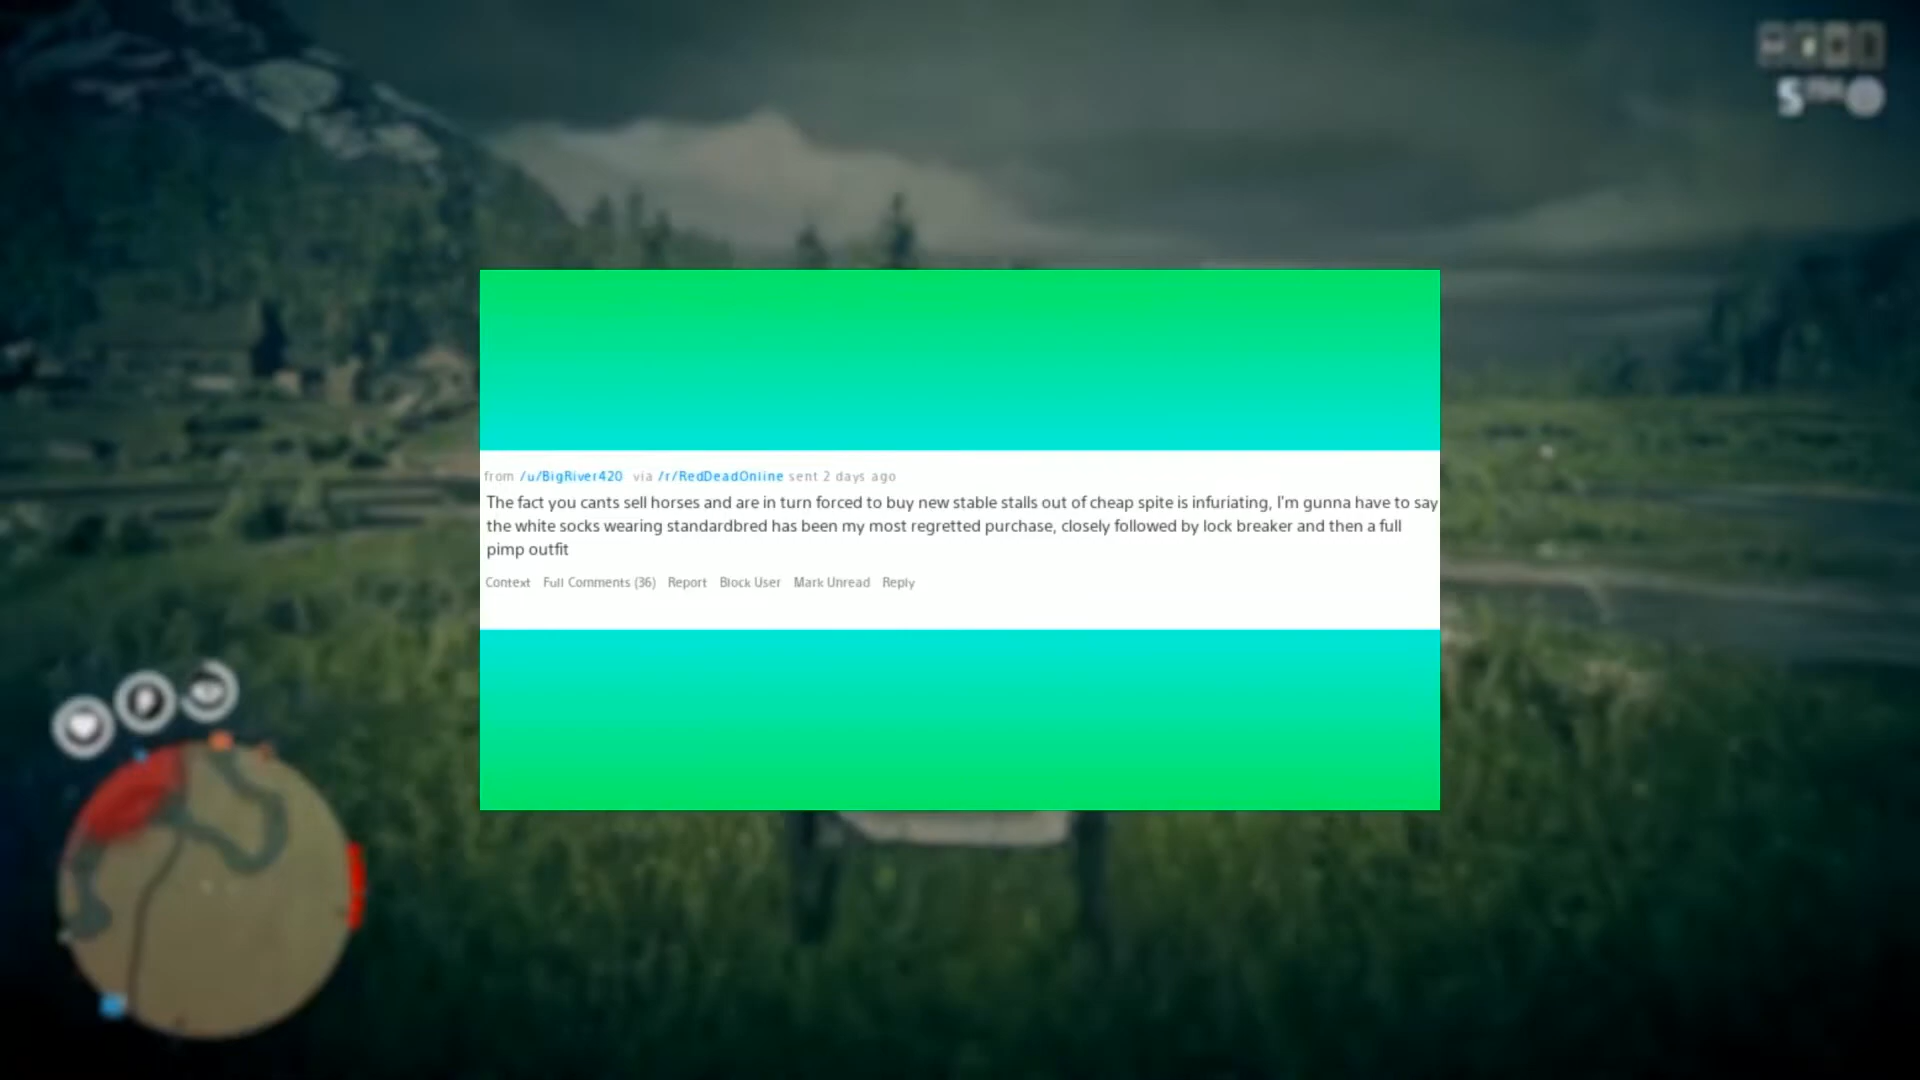 from /u/BigRiver420 via /r/RedDeadOnline sent 2 days ago
The fact you cants sell horses and are in turn forced to buy new stable stalls out of cheap spite is infuriating, I'm gunna have to say
the white socks wearing standardbred has been my most regretted purchase, closely followed by lock breaker and then a full
pimp outfit
Context Full Comments (36) Report Block User Mark Unread Reply